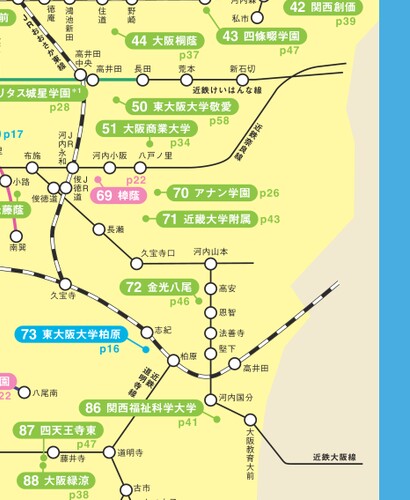 42 関西創価
p39
私市
徳庵
鴻池新田
住道
野崎
43 四條畷学園
p47
44 大阪桐蔭
p37
JRおおさか東線
高井田中央
高井田
長田
荒本
新石切
近鉄けいはんな線
リタス城星学園*1
p28
50 東大阪大学敬愛
p58
51 大阪商業大学
p34
近鉄奈良線
p17
布施
JR河内永和
河内小阪
八戸ノ里
小路
俊徳道
JR俊徳道
p22
69 樟蔭
70 アナン学園
p26
蔭
71 近畿大学附属
p43
南巽
長瀬
久宝寺口
河内山本
久宝寺
72 金光八尾
p46
高安
恩智
法善寺
堅下
73 東大阪大学柏原
p16
志紀
柏原
高井田
近鉄道明寺線
園
22
八尾南
河内国分
86 関西福祉科学大学
p41
87 四天王寺東
p47
大阪教育大前
近鉄大阪線
藤井寺
道明寺
88 大阪緑涼
p38
古市